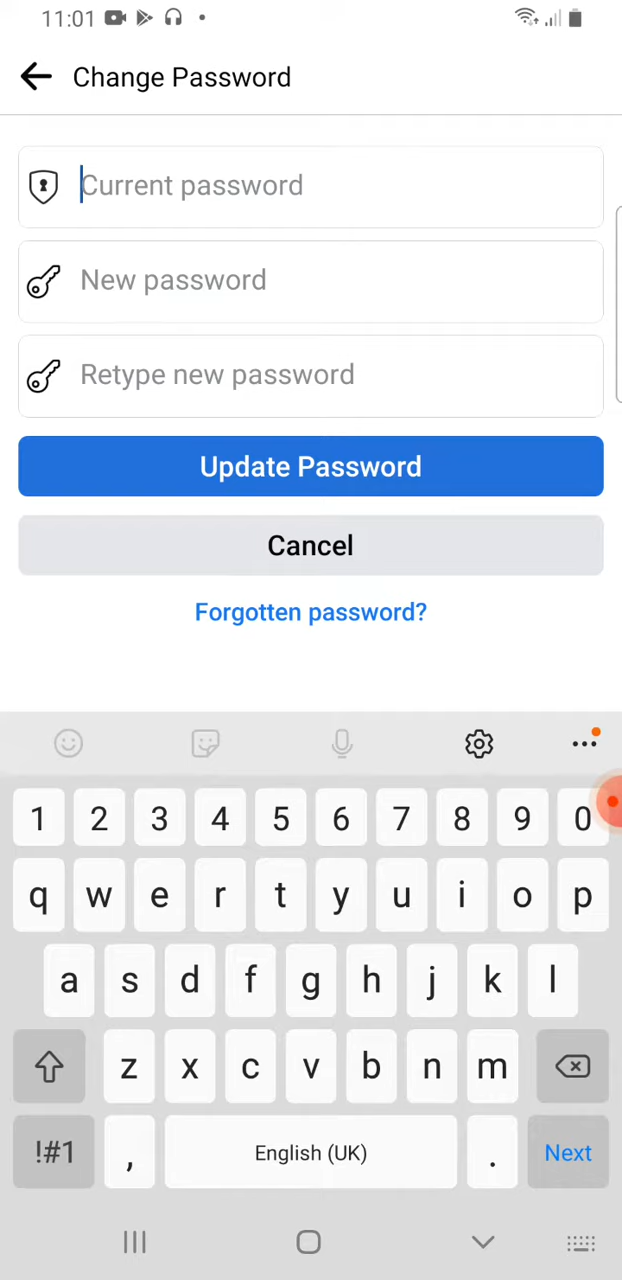 11:01
Change Password
Current password
New password
Retype new password
Update Password
Cancel
Forgotten password?
1 2 3 4 5 6 7 8 9 0
q w e r t y u i o p
a s d f g h j k l
z x c v b n m
!#1 , English (UK) . Next